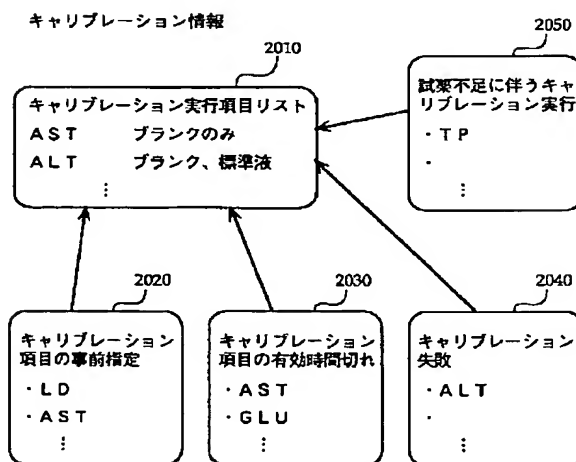 キャリブレーション情報
2010
キャリブレーション実行項目リスト
AST ブランクのみ
ALT ブランク、標準液
⋮
2050
試薬不足に伴うキャ
リブレーション実行
・TP
・
⋮
2020
キャリブレーション
項目の事前指定
・LD
・AST
⋮
2030
キャリブレーション
項目の有効時間切れ
・AST
・GLU
⋮
2040
キャリブレーション
失敗
・ALT
・
⋮